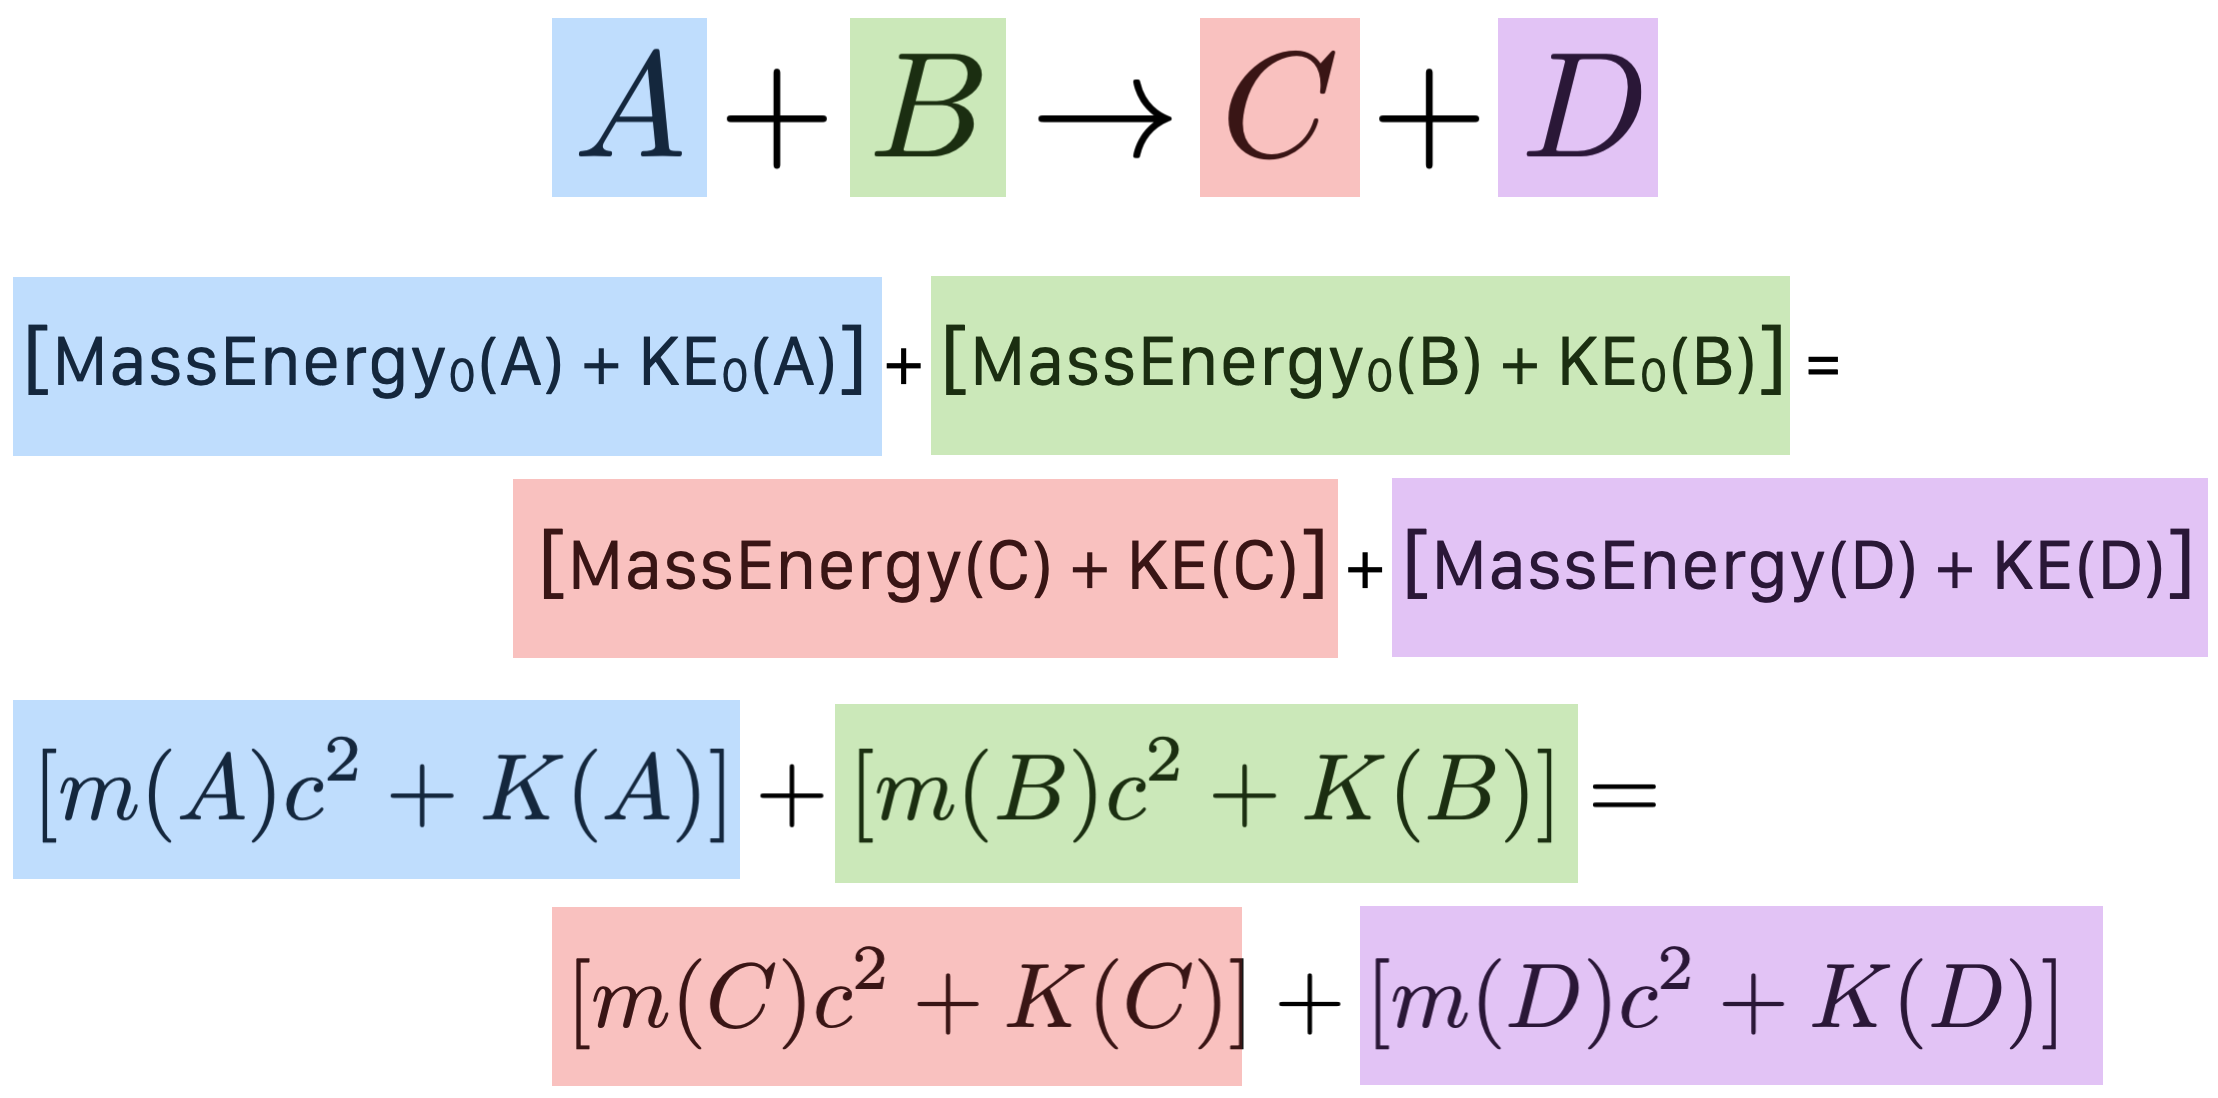 A + B → C + D
[MassEnergy₀(A) + KE₀(A)] + [MassEnergy₀(B) + KE₀(B)] =
[MassEnergy(C) + KE(C)] + [MassEnergy(D) + KE(D)]
[m(A)c² + K(A)] + [m(B)c² + K(B)] =
[m(C)c² + K(C)] + [m(D)c² + K(D)]